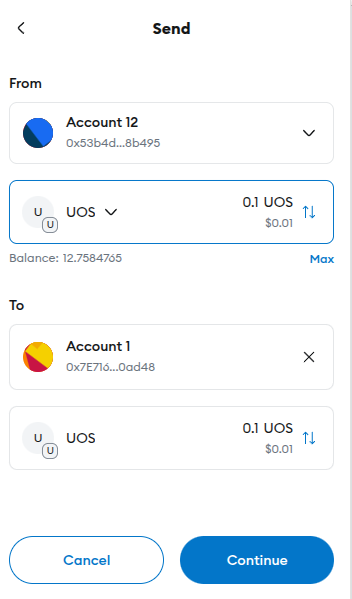 Send
From
Account 12
0x53b4d...8b495
U
U
UOS
0.1 UOS
$0.01
Balance: 12.7584765
Max
To
Account 1
0x7E716...0ad48
U
U
UOS
0.1 UOS
$0.01
Cancel
Continue